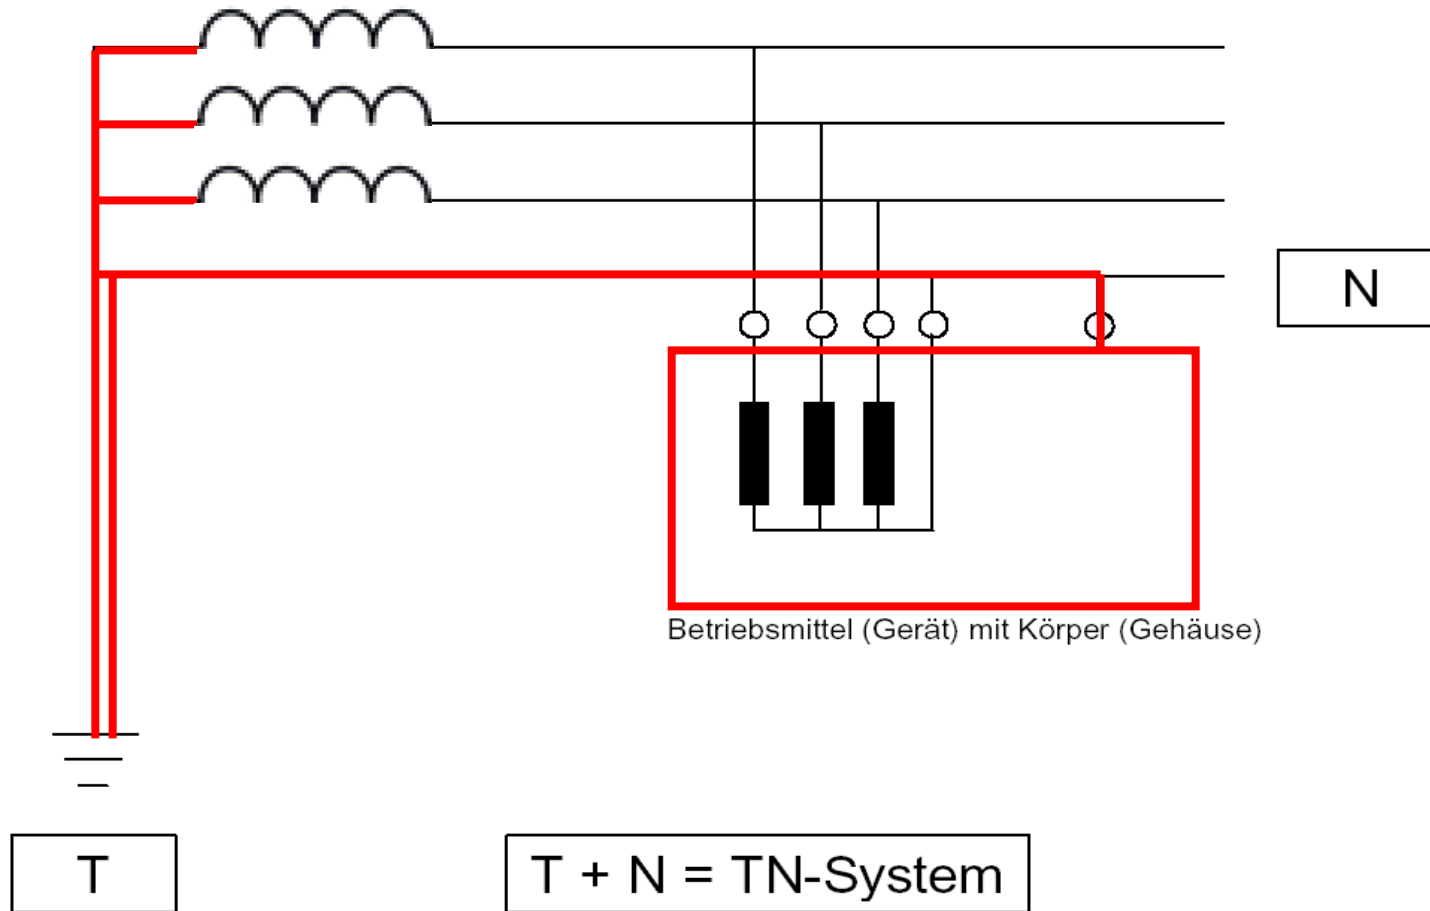 N
Betriebsmittel (Gerät) mit Körper (Gehäuse)
T
T + N = TN-System